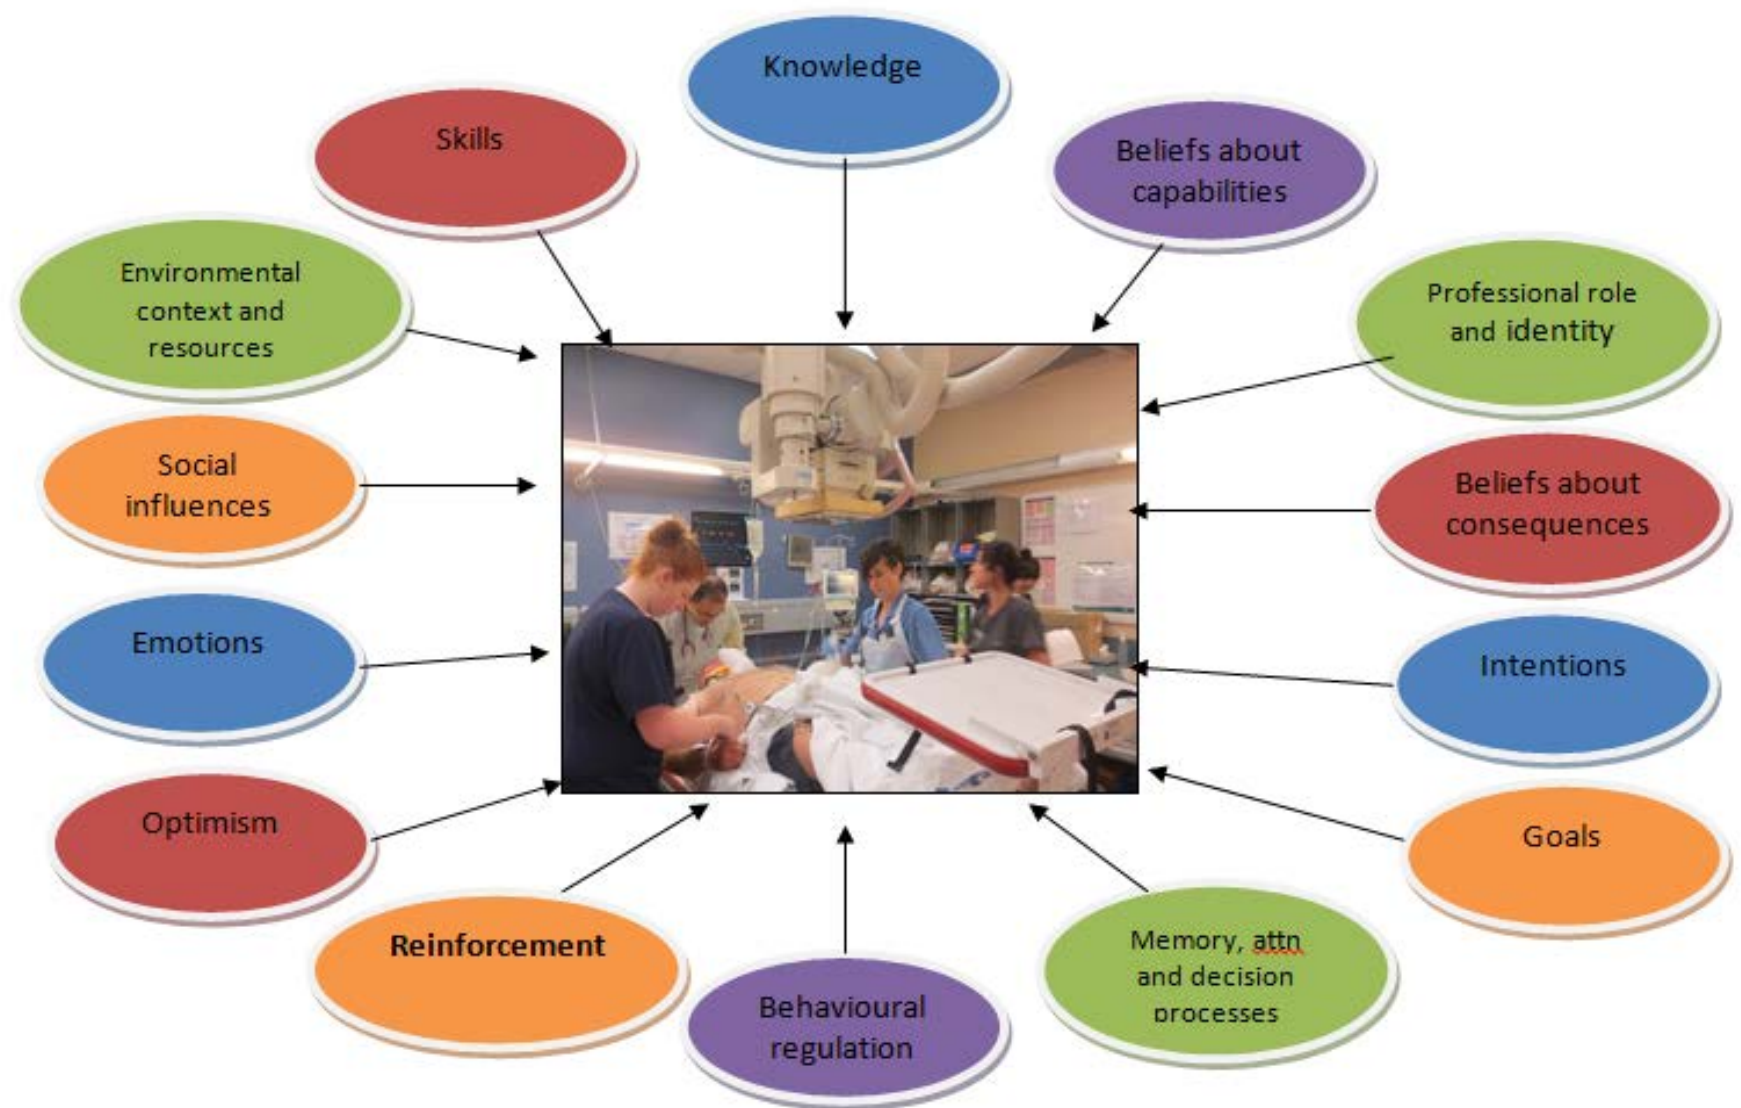 Knowledge
Skills
Beliefs about
capabilities
Environmental
context and
resources
Professional role
and identity
Social
influences
Beliefs about
consequences
Emotions
Intentions
Optimism
Goals
Reinforcement
Memory, attn
and decision
processes
Behavioural
regulation